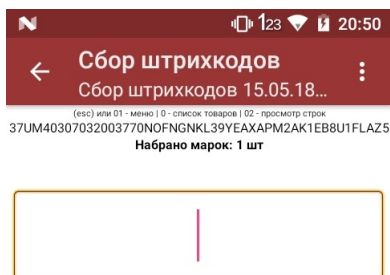 123 20:50
Сбор штрихкодов
Сбор штрихкодов 15.05.18...
(esc) или 01 - меню | 0 - список товаров | 02 - просмотр строк
37UM40307032003770NOFNGNKL39YEAXAPM2AK1EB8U1FLAZ5
Набрано марок: 1 шт